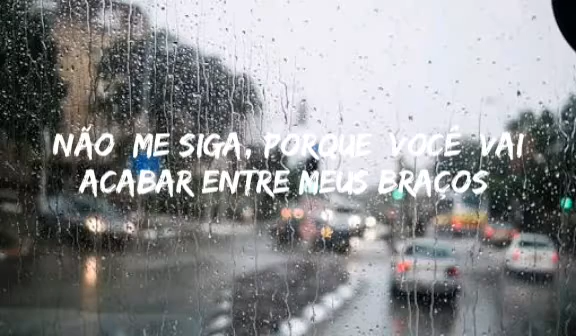 NÃO ME SIGA, PORQUE VOCÊ VAI
ACABAR ENTRE MEUS BRAÇOS